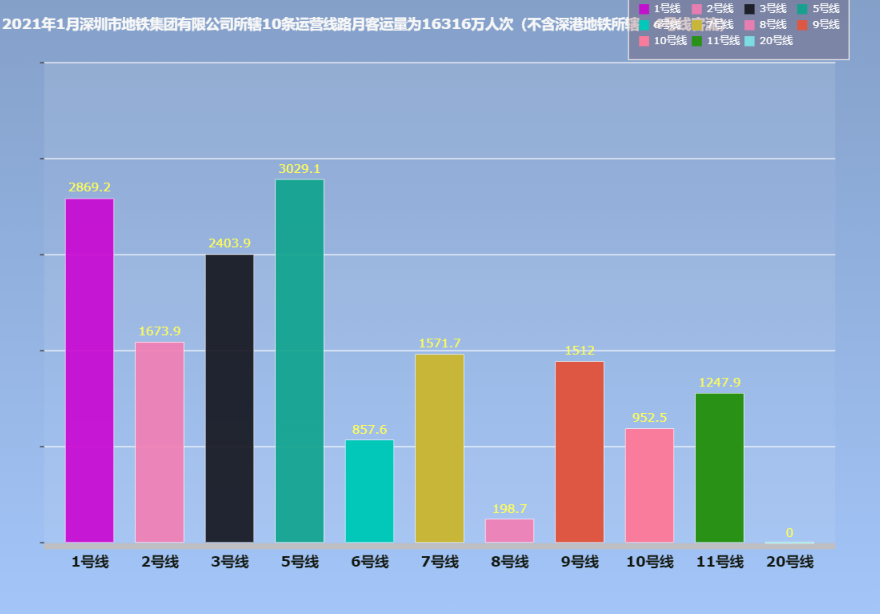 2021年1月深圳市地铁集团有限公司所辖10条运营线路月客运量为16316万人次（不含深港地铁所辖
1号线 2号线 3号线 5号线
7号线 8号线 9号线
10号线 11号线 20号线
3029.1
2869.2
2403.9
1673.9
1571.7
1512
1247.9
952.5
857.6
198.7
0
1号线 2号线 3号线 5号线 6号线 7号线 8号线 9号线 10号线 11号线 20号线